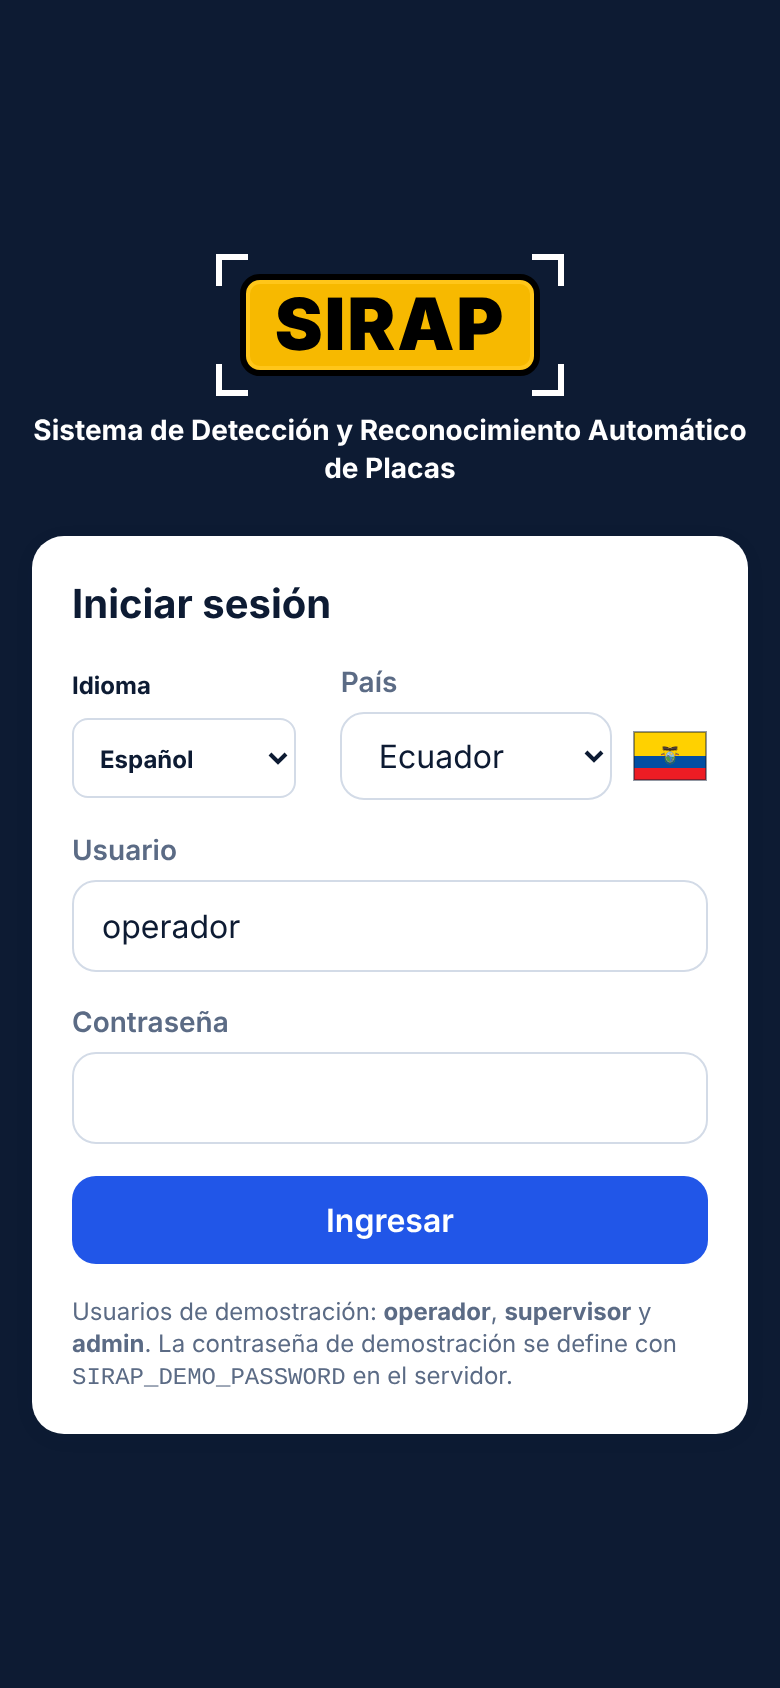 SIRAP
Sistema de Detección y Reconocimiento Automático
de Placas
Iniciar sesión
Idioma
País
Español
Ecuador
Usuario
operador
Contraseña
Ingresar
Usuarios de demostración: operador, supervisor y
admin. La contraseña de demostración se define con
SIRAP_DEMO_PASSWORD en el servidor.